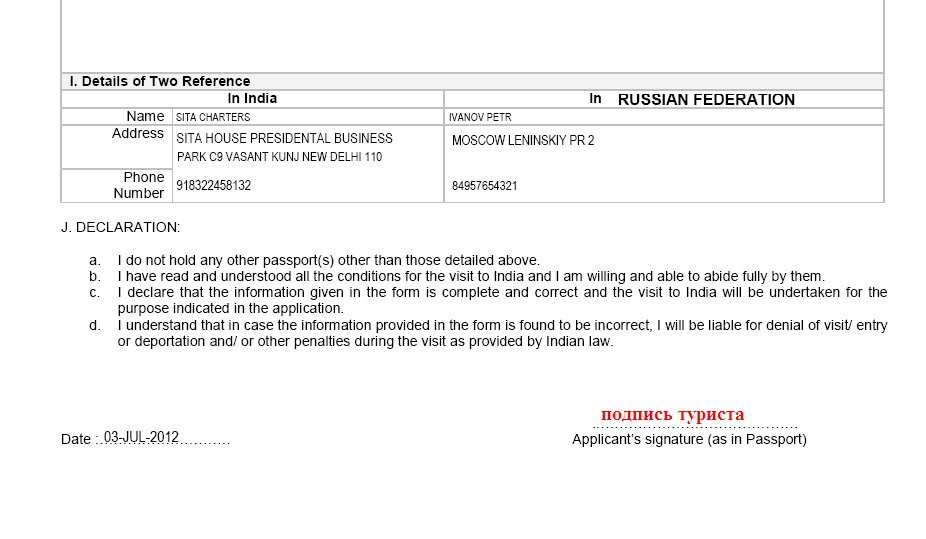 I. Details of Two Reference
In India In RUSSIAN FEDERATION
Name SITA CHARTERS IVANOV PETR
Address SITA HOUSE PRESIDENTAL BUSINESS MOSCOW LENINSKIY PR 2
PARK C9 VASANT KUNJ NEW DELHI 110
Phone Number 918322458132 84957654321
J. DECLARATION:
a. I do not hold any other passport(s) other than those detailed above.
b. I have read and understood all the conditions for the visit to India and I am willing and able to abide fully by them.
c. I declare that the information given in the form is complete and correct and the visit to India will be undertaken for the
purpose indicated in the application.
d. I understand that in case the information provided in the form is found to be incorrect, I will be liable for denial of visit/ entry
or deportation and/ or other penalties during the visit as provided by Indian law.
подпись туриста
Date : 03-JUL-2012 Applicant's signature (as in Passport)